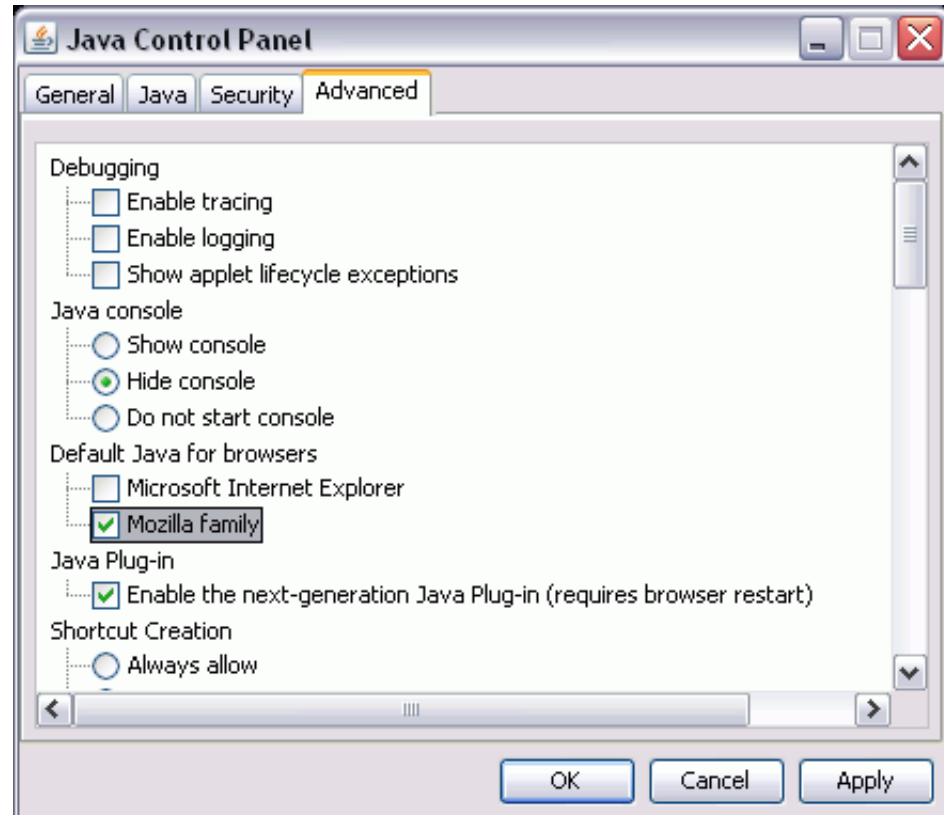 Java Control Panel
General Java Security Advanced
Debugging
Enable tracing
Enable logging
Show applet lifecycle exceptions
Java console
Show console
Hide console
Do not start console
Default Java for browsers
Microsoft Internet Explorer
Mozilla family
Java Plug-in
Enable the next-generation Java Plug-in (requires browser restart)
Shortcut Creation
Always allow
OK Cancel Apply